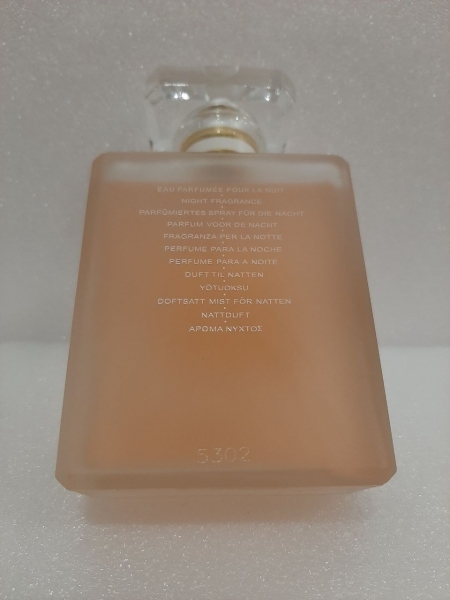 EAU PARFUMÉE POUR LA NUIT
NIGHT FRAGRANCE
PARFÜMIERTES SPRAY FÜR DIE NACHT
PARFUM VOOR DE NACHT
FRAGRANZA PER LA NOTTE
PERFUME PARA LA NOCHE
PERFUME PARA A NOITE
DUFT TIL NATTEN
YÖTUOKSU
DOFTSATT MIST FÖR NATTEN
NATTDUFT
ΑΡΩΜΑ ΝΥΧΤΟΣ
5302